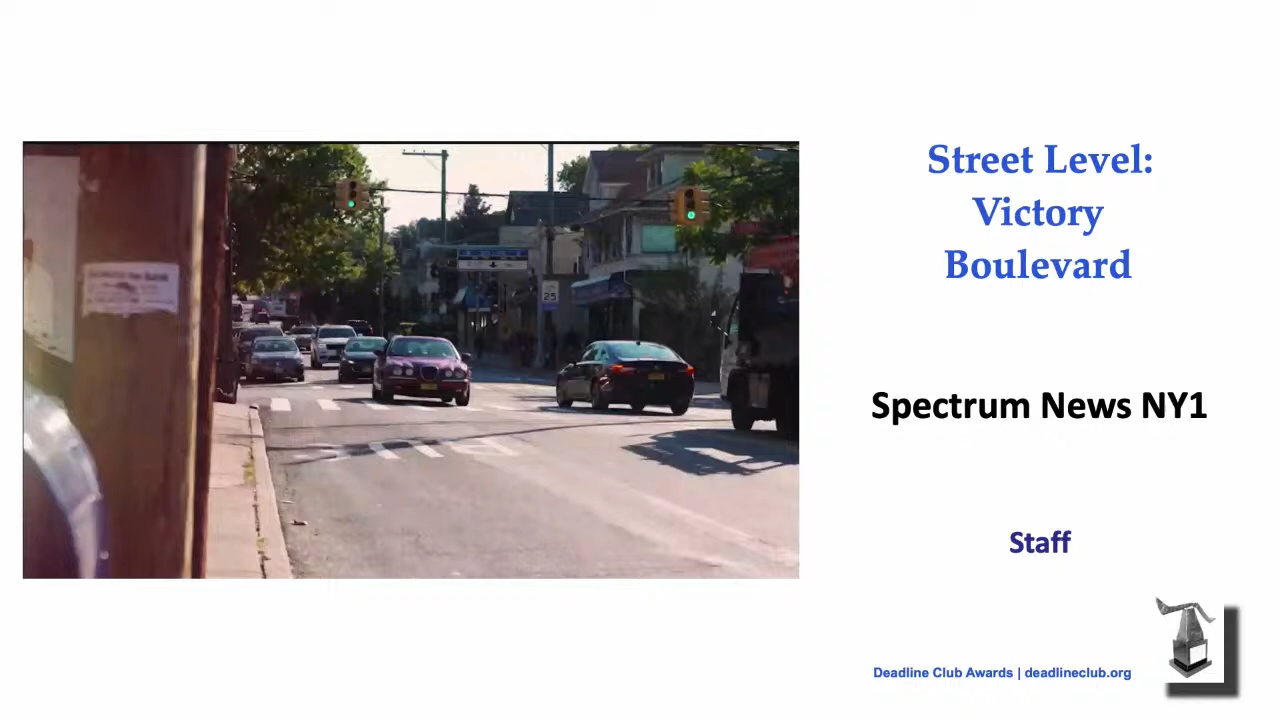 Street Level:
Victory
Boulevard
25
Spectrum News NY1
Staff
Deadline Club Awards | deadlineclub.org